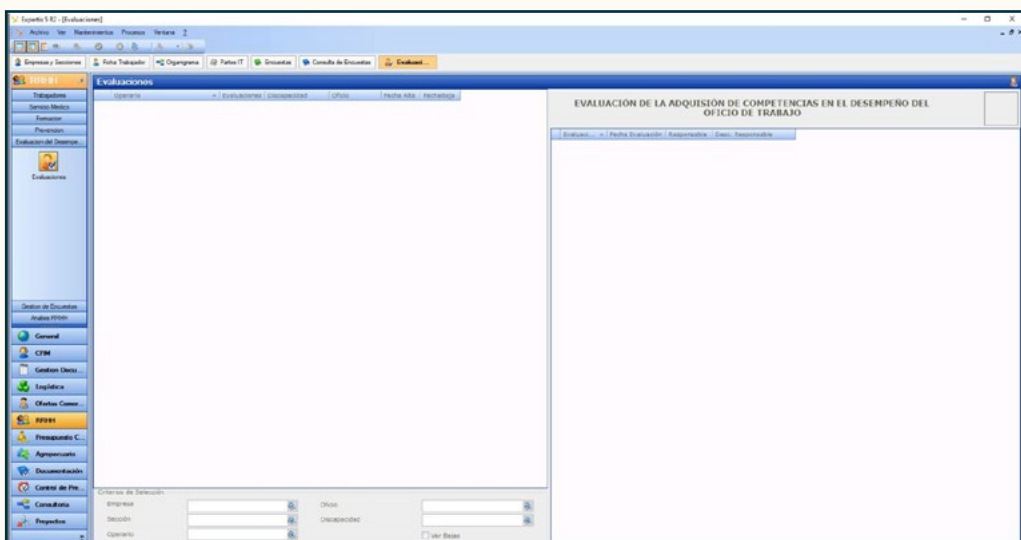 Expertis 5 R2 - [Evaluaciones]
Archivo Ver Mantenimientos Procesos Ventana ?
Empresas y Secciones Ficha Trabajador Organigrama Partes IT Encuestas Consulta de Encuestas Evaluaci...
RRHH
Evaluaciones
Trabajadores
Servicio Medico
Formacion
Prevencion
Evaluacion del Desempe...
Evaluaciones
Gestion de Encuestas
Analisis RRHH
General
CRM
Gestion Docu...
Logística
Ofertas Comer...
RRHH
Presupuesto C...
Agropecuario
Documentación
Control de Pre...
Consultoria
Proyectos
Operario Evaluaciones Discapacidad Oficio Fecha Alta FechaBaja
EVALUACIÓN DE LA ADQUISIÓN DE COMPETENCIAS EN EL DESEMPEÑO DEL
OFICIO DE TRABAJO
Evaluaci... Fecha Evaluación Responsable Desc. Responsable
Criterios de Selección
Empresa Oficio
Sección Discapacidad
Operario Ver Bajas